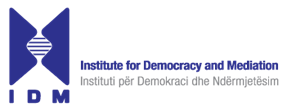 Institute for Democracy and Mediation
Instituti për Demokraci dhe Ndërmjetësim
IDM